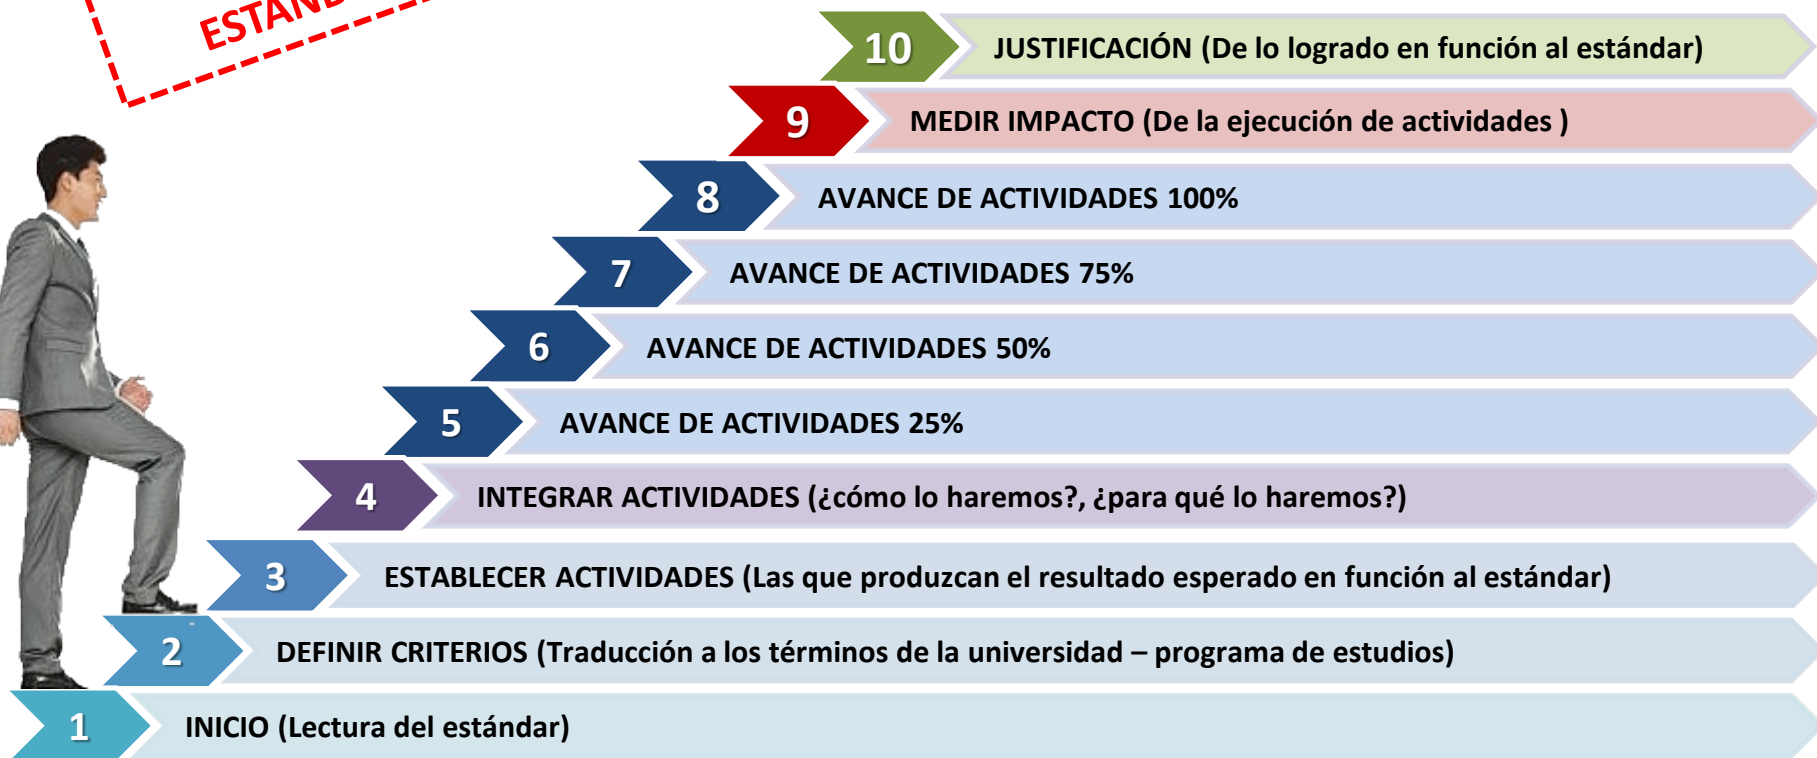 10 JUSTIFICACIÓN (De lo logrado en función al estándar)
9 MEDIR IMPACTO (De la ejecución de actividades )
8 AVANCE DE ACTIVIDADES 100%
7 AVANCE DE ACTIVIDADES 75%
6 AVANCE DE ACTIVIDADES 50%
5 AVANCE DE ACTIVIDADES 25%
4 INTEGRAR ACTIVIDADES (¿cómo lo haremos?, ¿para qué lo haremos?)
3 ESTABLECER ACTIVIDADES (Las que produzcan el resultado esperado en función al estándar)
2 DEFINIR CRITERIOS (Traducción a los términos de la universidad – programa de estudios)
1 INICIO (Lectura del estándar)